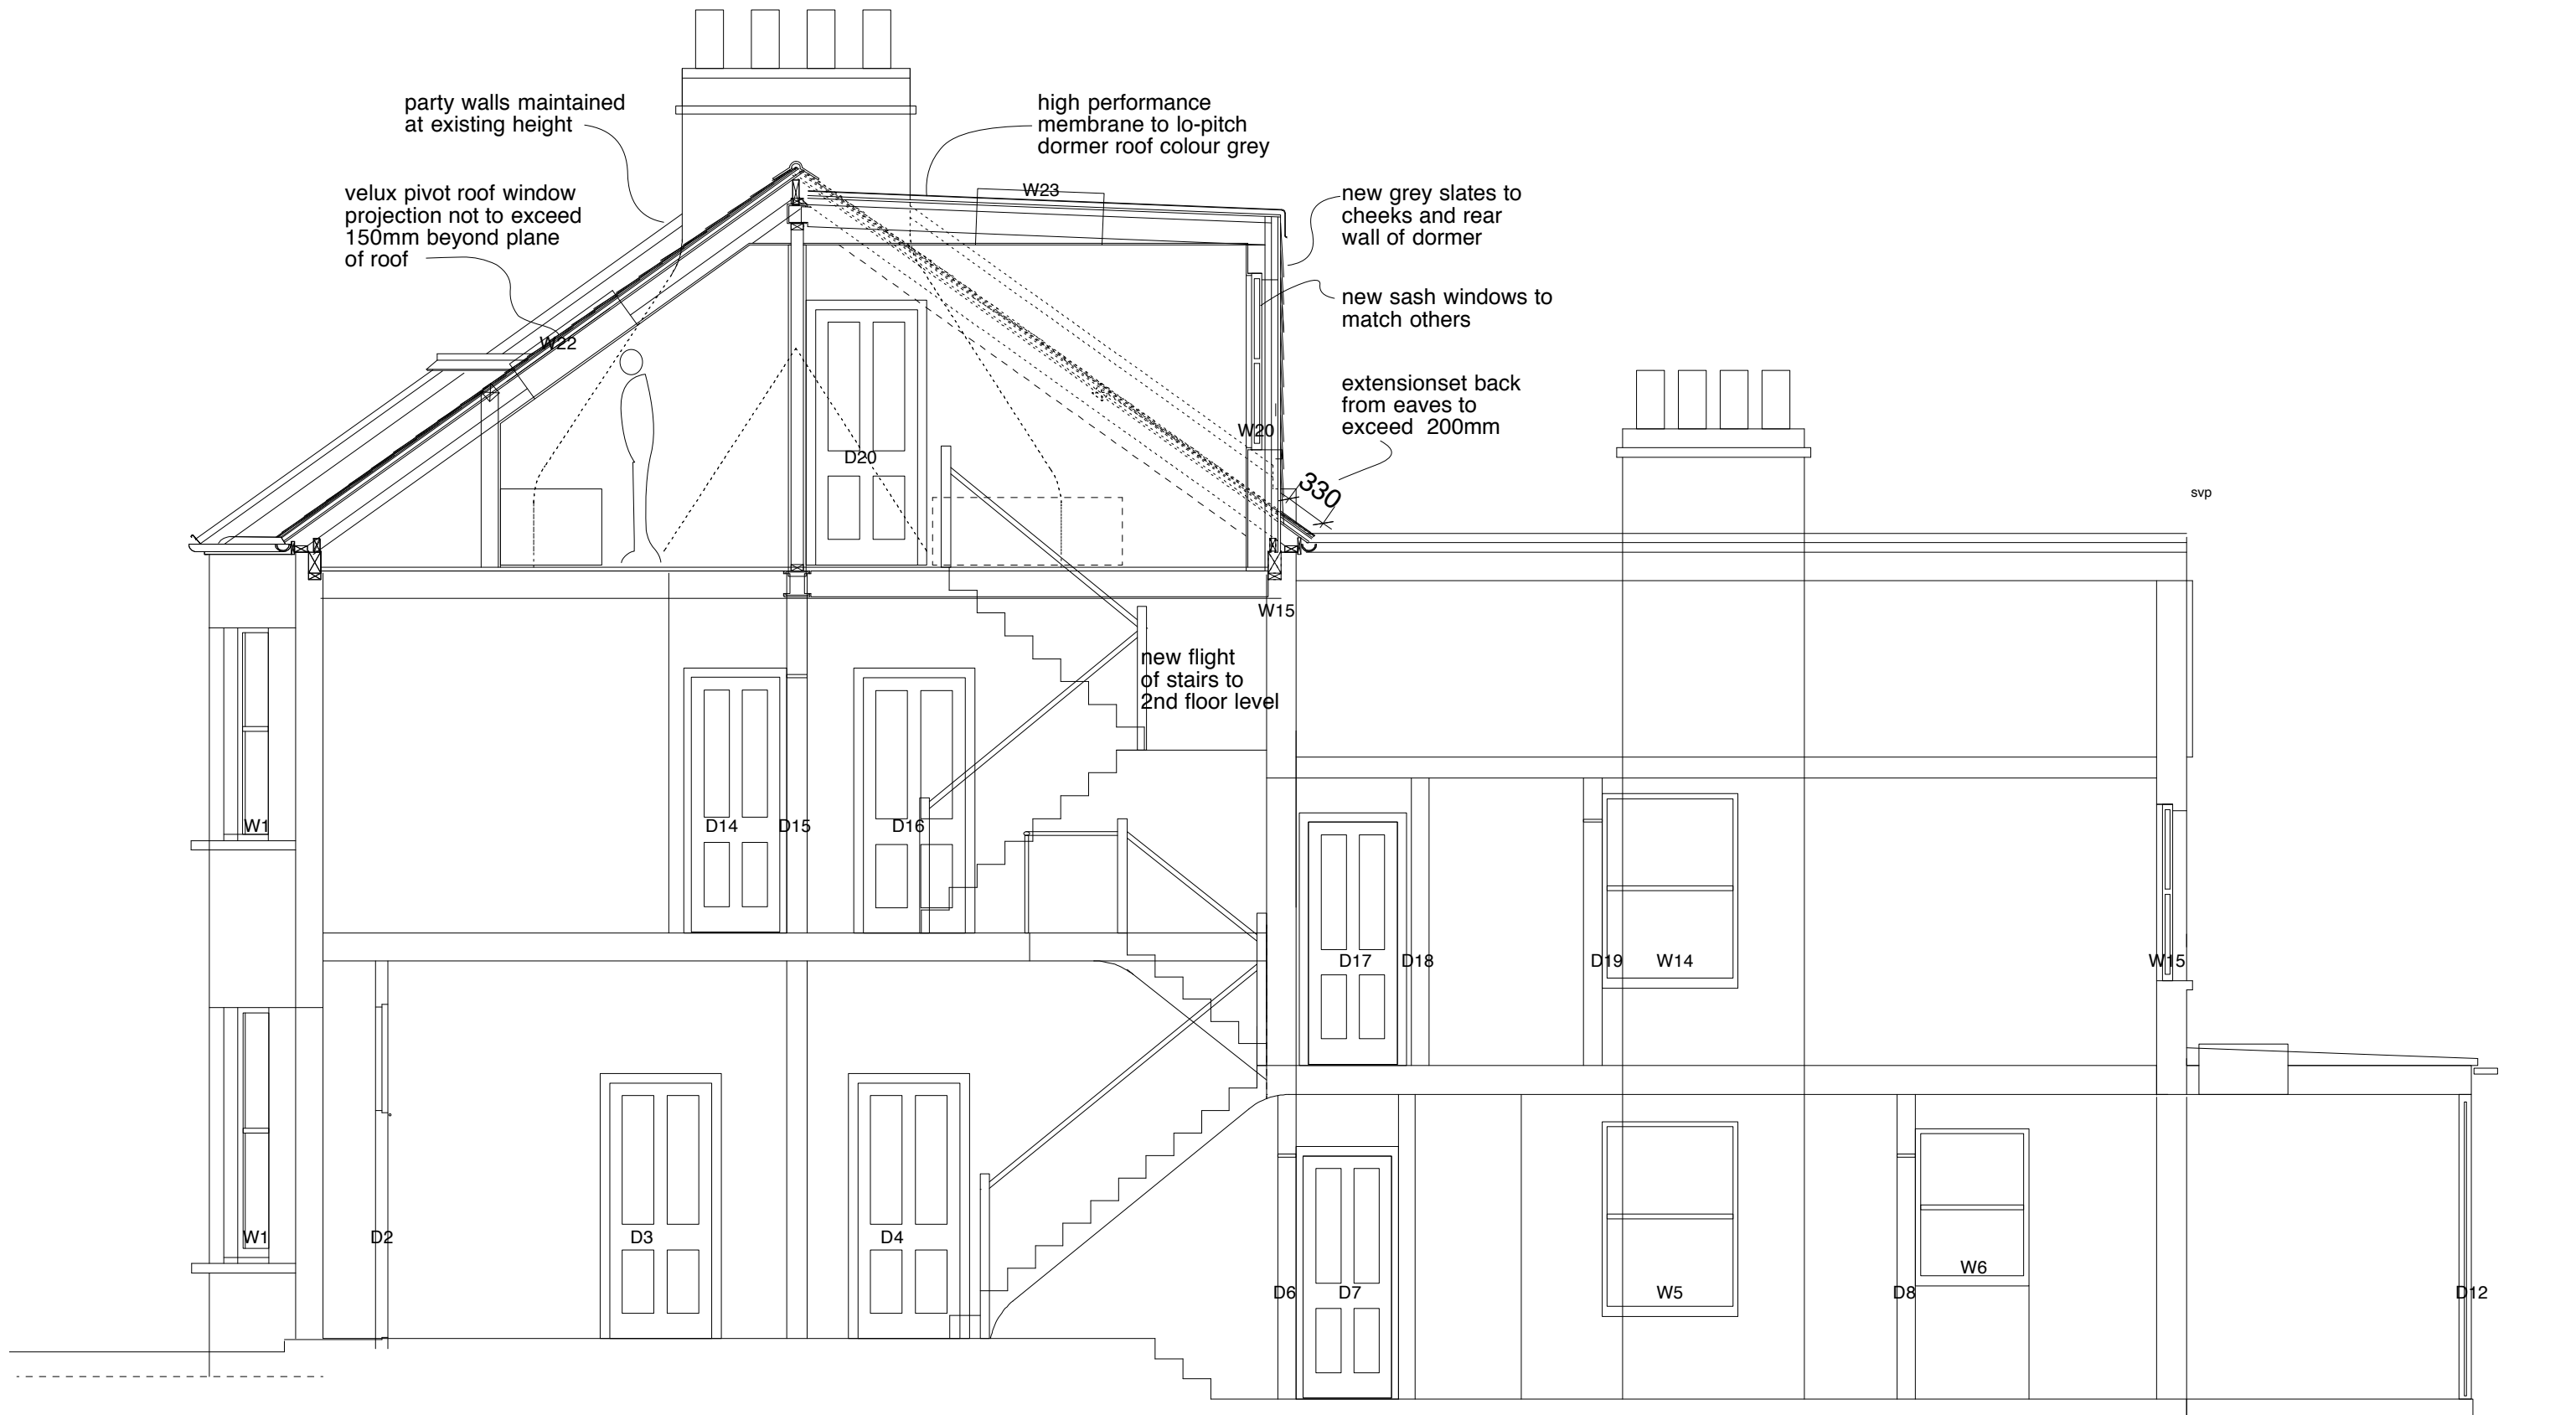 party walls maintained
at existing height
high performance
membrane to lo-pitch
dormer roof colour grey
velux pivot roof window
projection not to exceed
150mm beyond plane
of roof
W23
new grey slates to
cheeks and rear
wall of dormer
new sash windows to
match others
W22
extensionset back
from eaves to
exceed 200mm
W20
D20
330
svp
W15
new flight
of stairs to
2nd floor level
W1
D14
D15
D16
D17
D18
D19
W14
W15
W1
D2
D3
D4
D6
D7
W5
D8
W6
D12